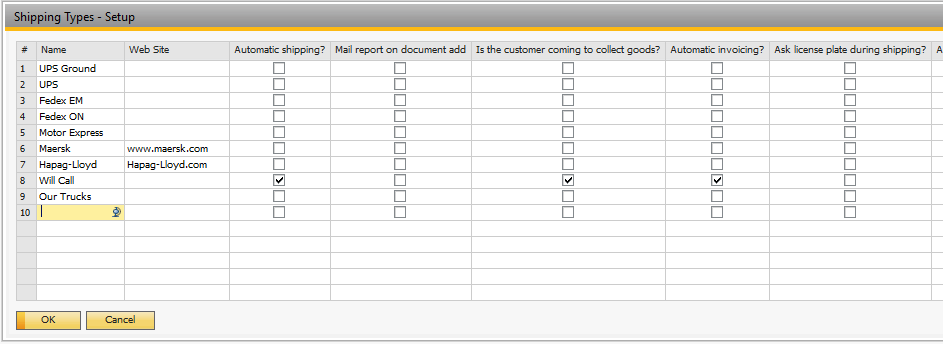 Shipping Types - Setup
# Name Web Site Automatic shipping? Mail report on document add Is the customer coming to collect goods? Automatic invoicing? Ask license plate during shipping? A
1 UPS Ground
2 UPS
3 Fedex EM
4 Fedex ON
5 Motor Express
6 Maersk www.maersk.com
7 Hapag-Lloyd Hapag-Lloyd.com
8 Will Call
9 Our Trucks
10
OK Cancel